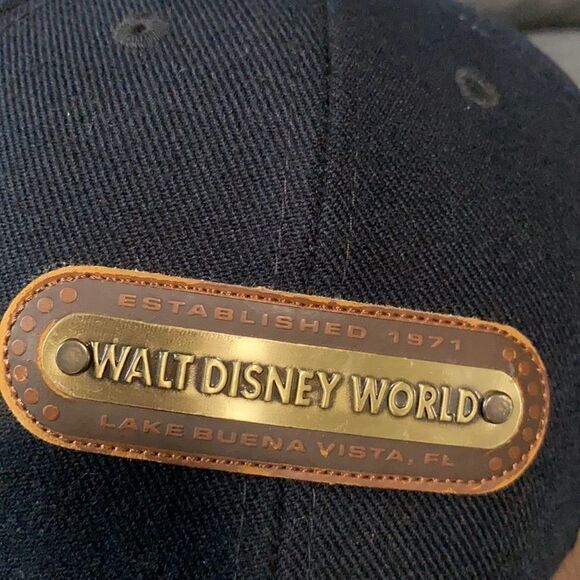 ESTABLISHED 1971
WALT DISNEY WORLD
LAKE BUENA VISTA, FL